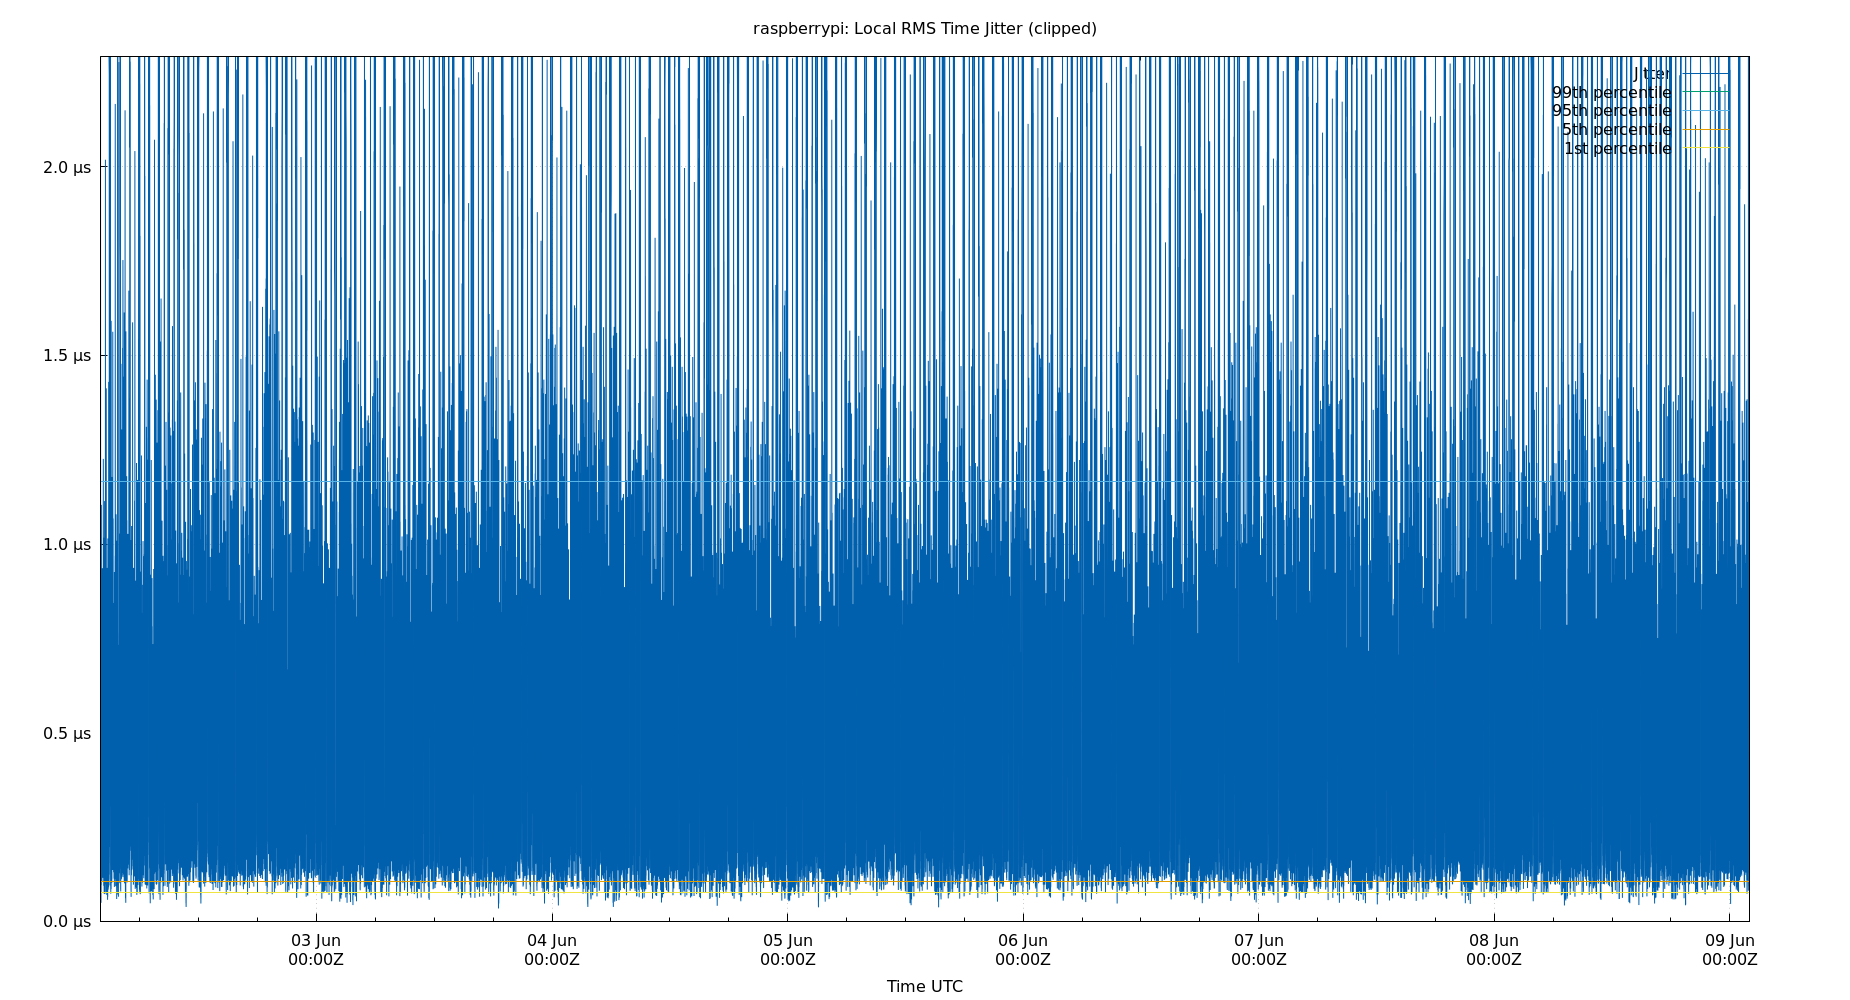 raspberrypi: Local RMS Time Jitter (clipped)
Jitter
99th percentile
95th percentile
5th percentile
1st percentile
2.0 µs
1.5 µs
1.0 µs
0.5 µs
0.0 µs
03 Jun 04 Jun 05 Jun 06 Jun 07 Jun 08 Jun 09 Jun
00:00Z 00:00Z 00:00Z 00:00Z 00:00Z 00:00Z 00:00Z
Time UTC